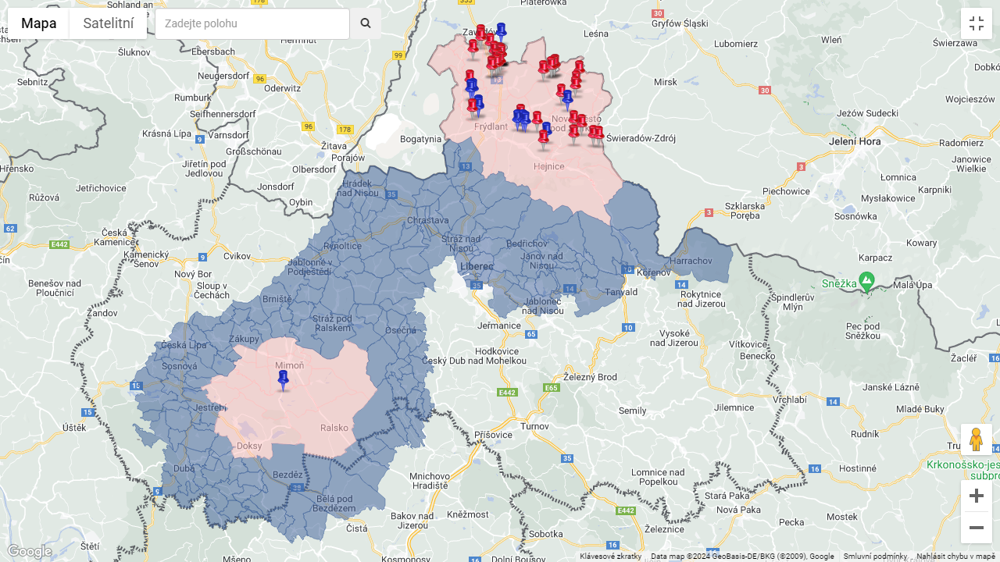 Mapa
Satelitní
Zadejte polohu
Platerówka
Gryfów Śląski
Leśna
Lubomierz
Wleń
Świerzawa
Ebersbach
Šluknov
Neugersdorf
Oderwitz
Sebnitz
Rumburk
Seifhennersdorf
Mirsk
Wojcieszów
Jeżów Sudecki
Krásná Lípa
Varnsdorf
Großschönau
Žitava
Porajów
Bogatynia
Frýdlant
Świeradów-Zdrój
Jelení Hora
Radomierz
Janowice
Wielkie
Jiřetín pod
Jedlovou
Olbersdorf
Hejnice
Jetřichovice
Jonsdorf
Oybin
Hrádek
nad Nisou
Piechowice
Łomnica
Karpniki
Mysłakowice
Růžová
Szklarska
Poręba
Sosnówka
Chrastava
Česká
Kamenice
Stráž nad
Nisou
Bedřichov
Kowary
Rynoltice
Kamenický
Šenov
Cvikov
Jablonné v
Podještědí
Liberec
Janov nad
Nisou
Harrachov
Karpacz
Kořenov
Nový Bor
Sloup v
Čechách
Benešov nad
Ploučnicí
Sněžka
Malá Úpa
Tanvald
Rokytnice
nad Jizerou
Špindlerův
Mlýn
Brniště
Jablonec
nad Nisou
Žandov
Stráž pod
Ralskem
Osečná
Jeřmanice
Pec pod
Sněžkou
Vysoké
nad Jizerou
Zákupy
Česká Lípa
Vítkovice
Benecko
Hodkovice
nad Mohelkou
Český Dub
Sosnová
Mimoň
Žacléř
Železný Brod
Janské Lázně
Jestřebí
Semily
Jilemnice
Vrchlabí
Mladé Buky
Úštěk
Ralsko
Turnov
Příšovice
Rudník
Doksy
Dubá
Bezděz
Mnichovo
Hradiště
Lomnice nad
Popelkou
Hostinné
Bělá pod
Bezdězem
Stará Paka
Nová Paka
Bakov nad
Jizerou
Kněžmost
Čistá
Mostek
Pecka
Železnice
Sobotka
Štětí
Mšeno
Kosmonosy
Dolní Bousov
Google
Klávesové zkratky
Data map ©2024 GeoBasis-DE/BKG (©2009), Google
Smluvní podmínky
Nahlásit chybu v mapě